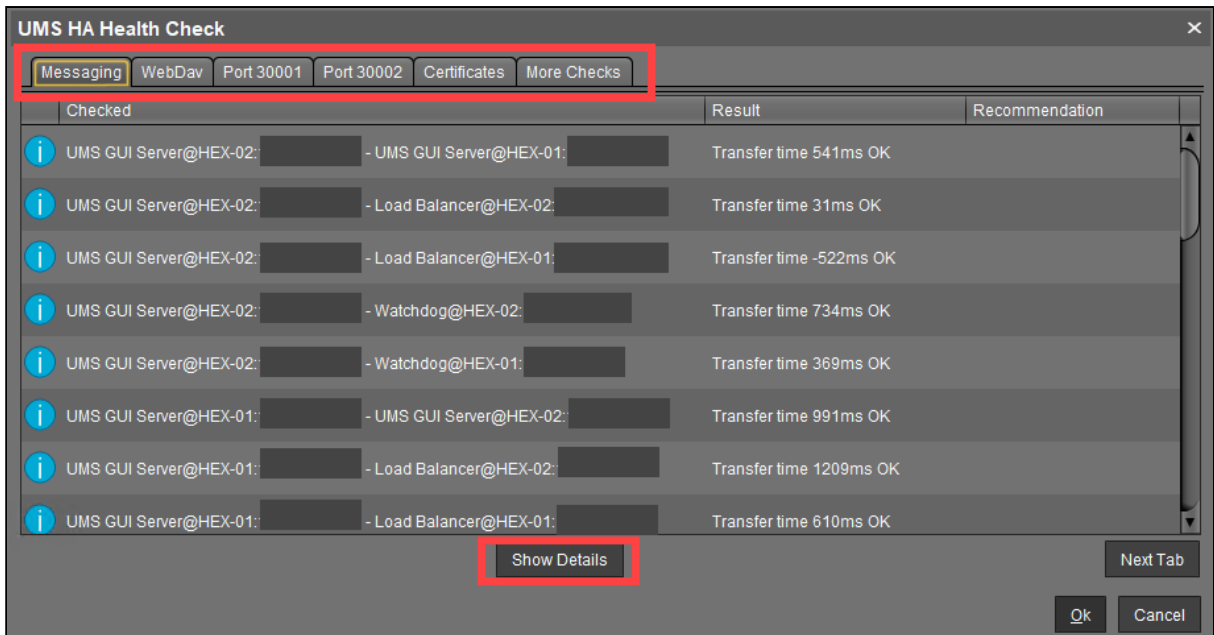 UMS HA Health Check
Messaging WebDav Port 30001 Port 30002 Certificates More Checks
Checked Result Recommendation
UMS GUI Server@HEX-02: - UMS GUI Server@HEX-01: Transfer time 541ms OK
UMS GUI Server@HEX-02: - Load Balancer@HEX-02: Transfer time 31ms OK
UMS GUI Server@HEX-02: - Load Balancer@HEX-01: Transfer time -522ms OK
UMS GUI Server@HEX-02: - Watchdog@HEX-02: Transfer time 734ms OK
UMS GUI Server@HEX-02: - Watchdog@HEX-01: Transfer time 369ms OK
UMS GUI Server@HEX-01: - UMS GUI Server@HEX-02: Transfer time 991ms OK
UMS GUI Server@HEX-01: - Load Balancer@HEX-02: Transfer time 1209ms OK
UMS GUI Server@HEX-01: - Load Balancer@HEX-01: Transfer time 610ms OK
Show Details Next Tab
Ok Cancel